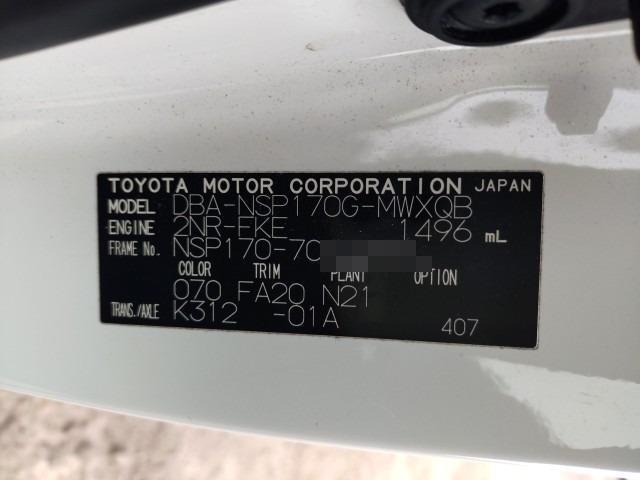 TOYOTA MOTOR CORPORATION JAPAN
MODEL DBA-NSP170G-MWXQB
ENGINE 2NR-FKE 1496 mL
FRAME No. NSP170-70
COLOR TRIM PLANT OPTION
070 FA20 N21
TRANS./AXLE K312 -01A
407